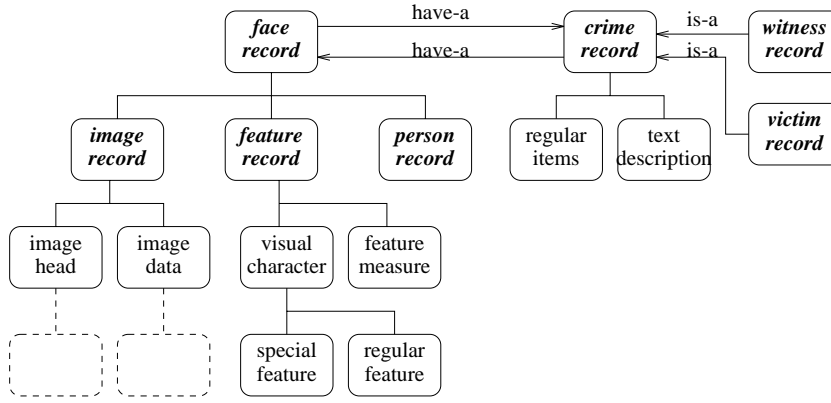 face
record
have-a
have-a
crime
record
is-a
is-a
witness
record
image
record
feature
record
person
record
regular
items
text
description
victim
record
image
head
image
data
visual
character
feature
measure
special
feature
regular
feature